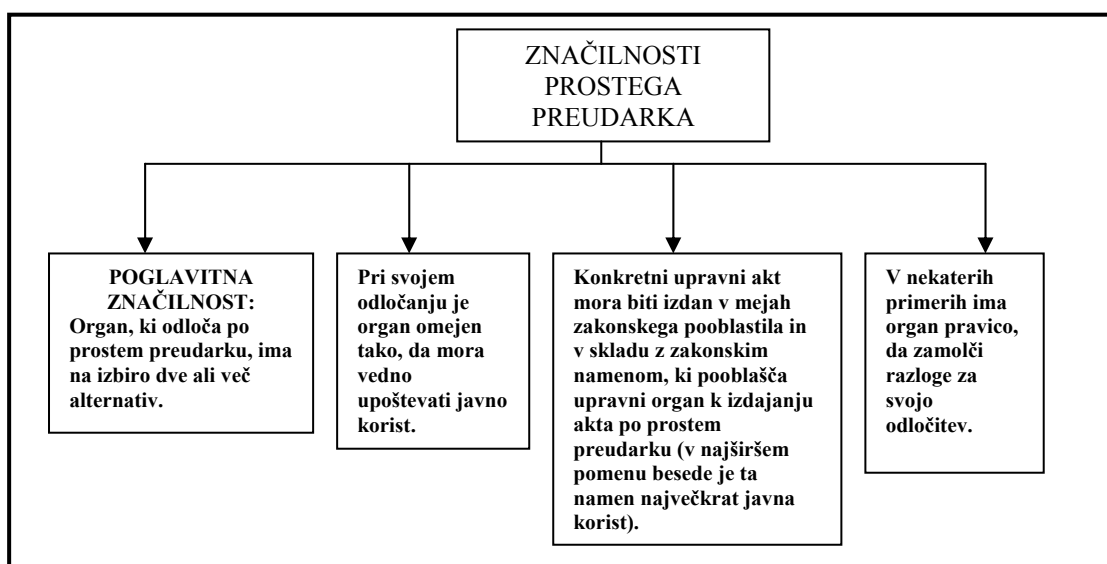 ZNAČILNOSTI
PROSTEGA
PREUDARKA
POGLAVITNA
ZNAČILNOST:
Organ, ki odloča po
prostem preudarku, ima
na izbiro dve ali več
alternativ.
Pri svojem
odločanju je
organ omejen
tako, da mora
vedno
upoštevati javno
korist.
Konkretni upravni akt
mora biti izdan v mejah
zakonskega pooblastila in
v skladu z zakonskim
namenom, ki pooblašča
upravni organ k izdajanju
akta po prostem
preudarku (v najširšem
pomenu besede je ta
namen največkrat javna
korist).
V nekaterih
primerih ima
organ pravico,
da zamolči
razloge za
svojo
odločitev.